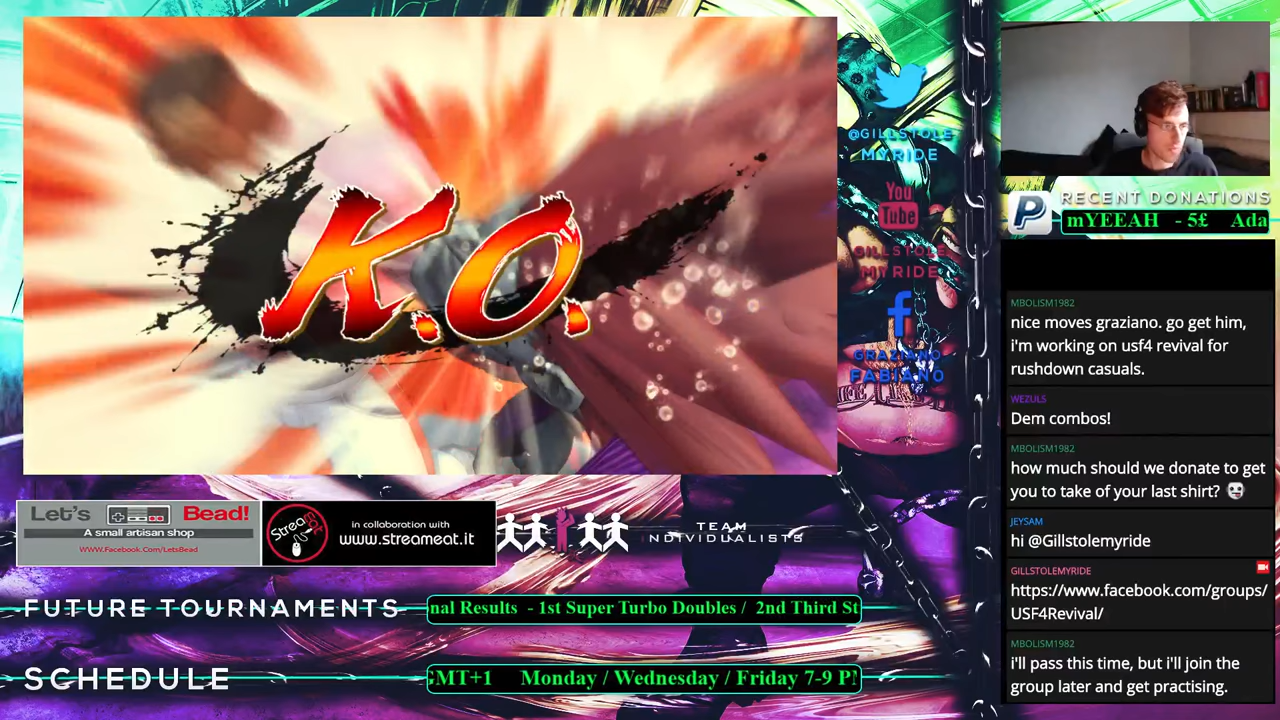 K.O.
@GILLSTOLE
MYRIDE
You
Tube
GILLSTOLE
MYRIDE
GRAZIANO
FABIANO
RECENT DONATIONS
mYEEAH - 5£ Ada
MBOLISM1982
nice moves graziano. go get him,
i'm working on usf4 revival for
rushdown casuals.
WEZULS
Dem combos!
MBOLISM1982
how much should we donate to get
you to take of your last shirt?
JEYSAM
hi @Gillstolemyride
GILLSTOLEMYRIDE
https://www.facebook.com/groups/
USF4Revival/
MBOLISM1982
i'll pass this time, but i'll join the
group later and get practising.
Let's Bead!
A small artisan shop
WWW.Facebook.Com/LetsBead
in collaboration with
www.streameat.it
TEAM
INDIVIDUALISTS
FUTURE TOURNAMENTS
nal Results - 1st Super Turbo Doubles / 2nd Third St
SCHEDULE
GMT+1 Monday / Wednesday / Friday 7-9 PM